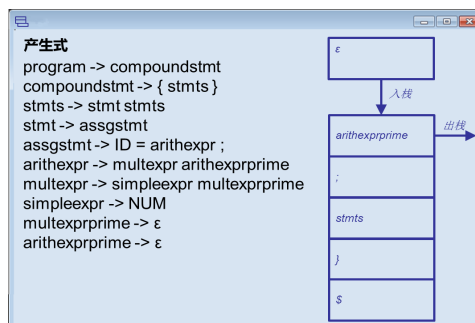 产生式
program -> compoundstmt
compoundstmt -> { stmts }
stmts -> stmt stmts
stmt -> assgstmt
assgstmt -> ID = arithexpr ;
arithexpr -> multexpr arithexprprime
multexpr -> simpleexpr multexprprime
simpleexpr -> NUM
multexprprime -> ε
arithexprprime -> ε
ε
入栈
arithexprprime
出栈
;
stmts
}
$